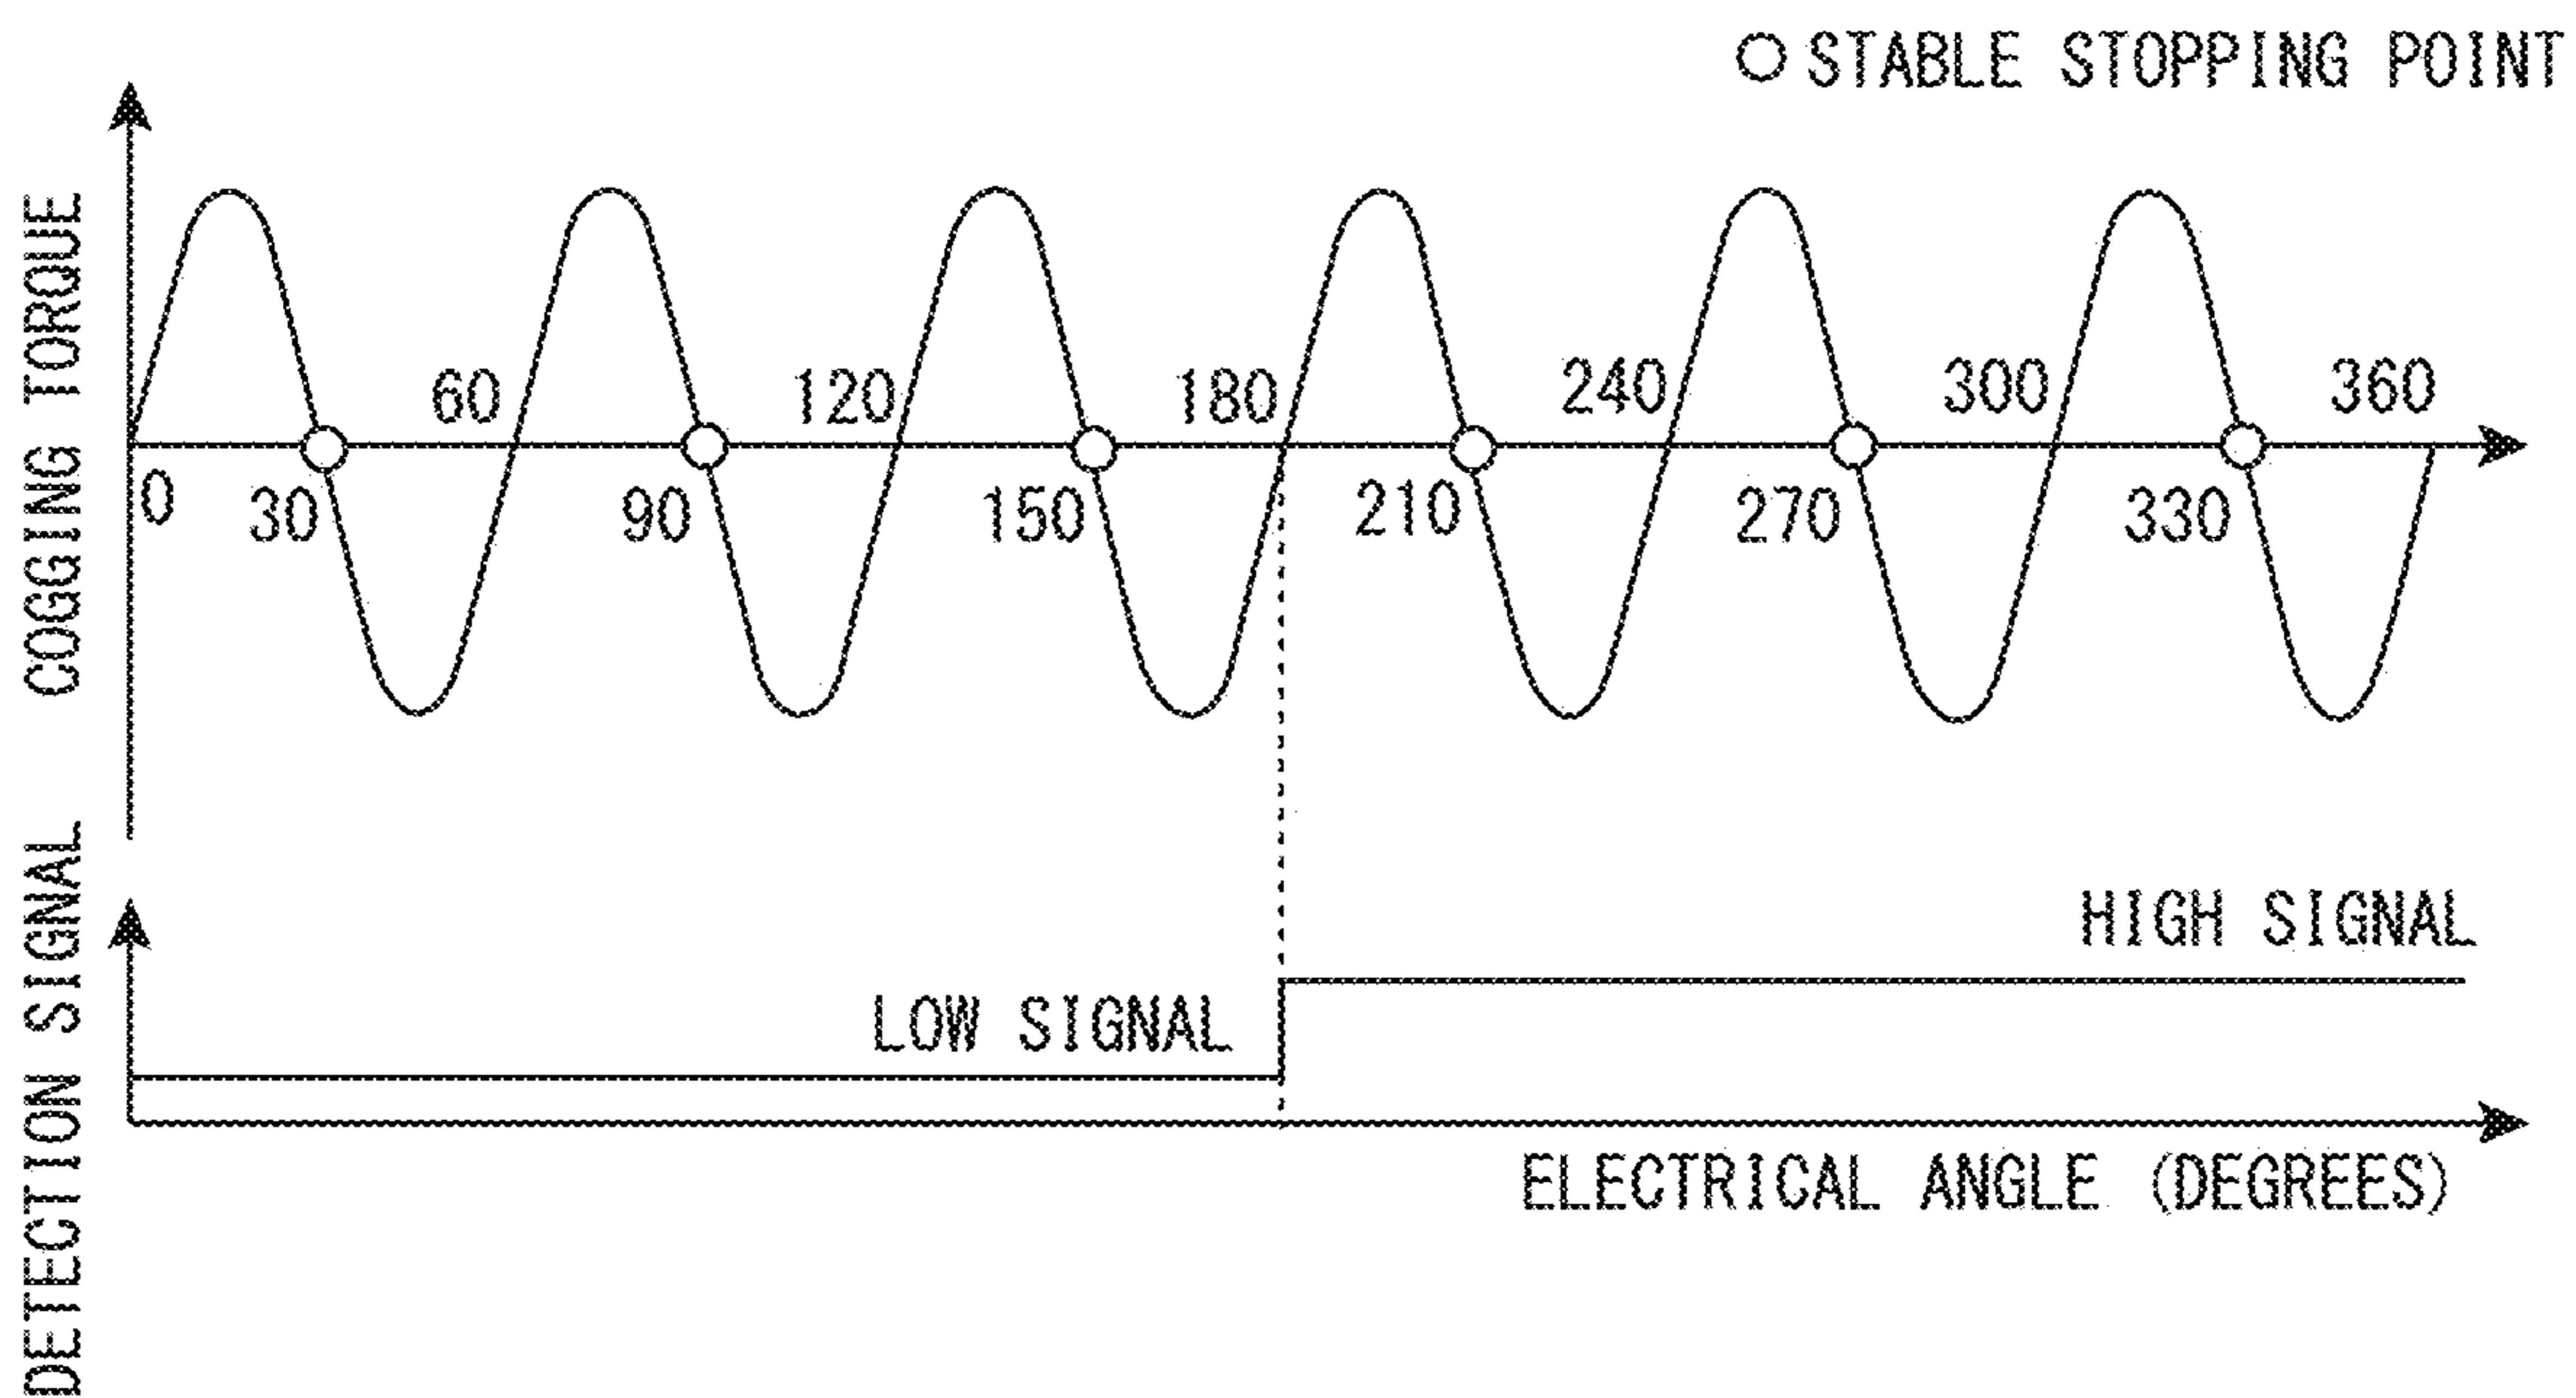 ○ STABLE STOPPING POINT
COGGING TORQUE
60 120 180 240 300 360
0 30 90 150 210 270 330
DETECTION SIGNAL
HIGH SIGNAL
LOW SIGNAL
ELECTRICAL ANGLE (DEGREES)